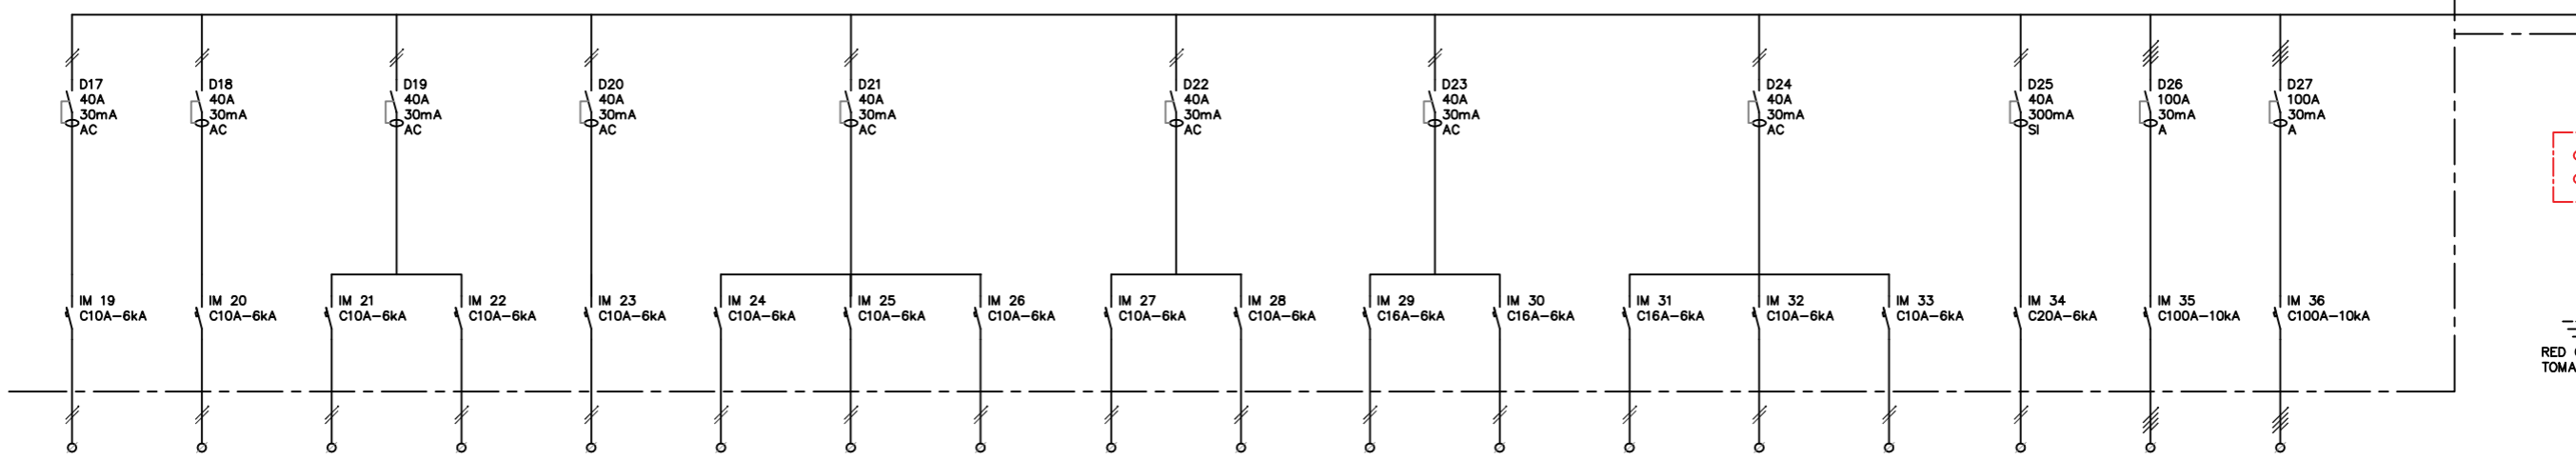 D17
40A
30mA
AC
D18
40A
30mA
AC
D19
40A
30mA
AC
D20
40A
30mA
AC
D21
40A
30mA
AC
D22
40A
30mA
AC
D23
40A
30mA
AC
D24
40A
30mA
AC
D25
40A
300mA
SI
D26
100A
30mA
A
D27
100A
30mA
A
IM 19
C10A-6kA
IM 20
C10A-6kA
IM 21
C10A-6kA
IM 22
C10A-6kA
IM 23
C10A-6kA
IM 24
C10A-6kA
IM 25
C10A-6kA
IM 26
C10A-6kA
IM 27
C10A-6kA
IM 28
C10A-6kA
IM 29
C16A-6kA
IM 30
C16A-6kA
IM 31
C16A-6kA
IM 32
C10A-6kA
IM 33
C10A-6kA
IM 34
C20A-6kA
IM 35
C100A-10kA
IM 36
C100A-10kA
RED
TOMA